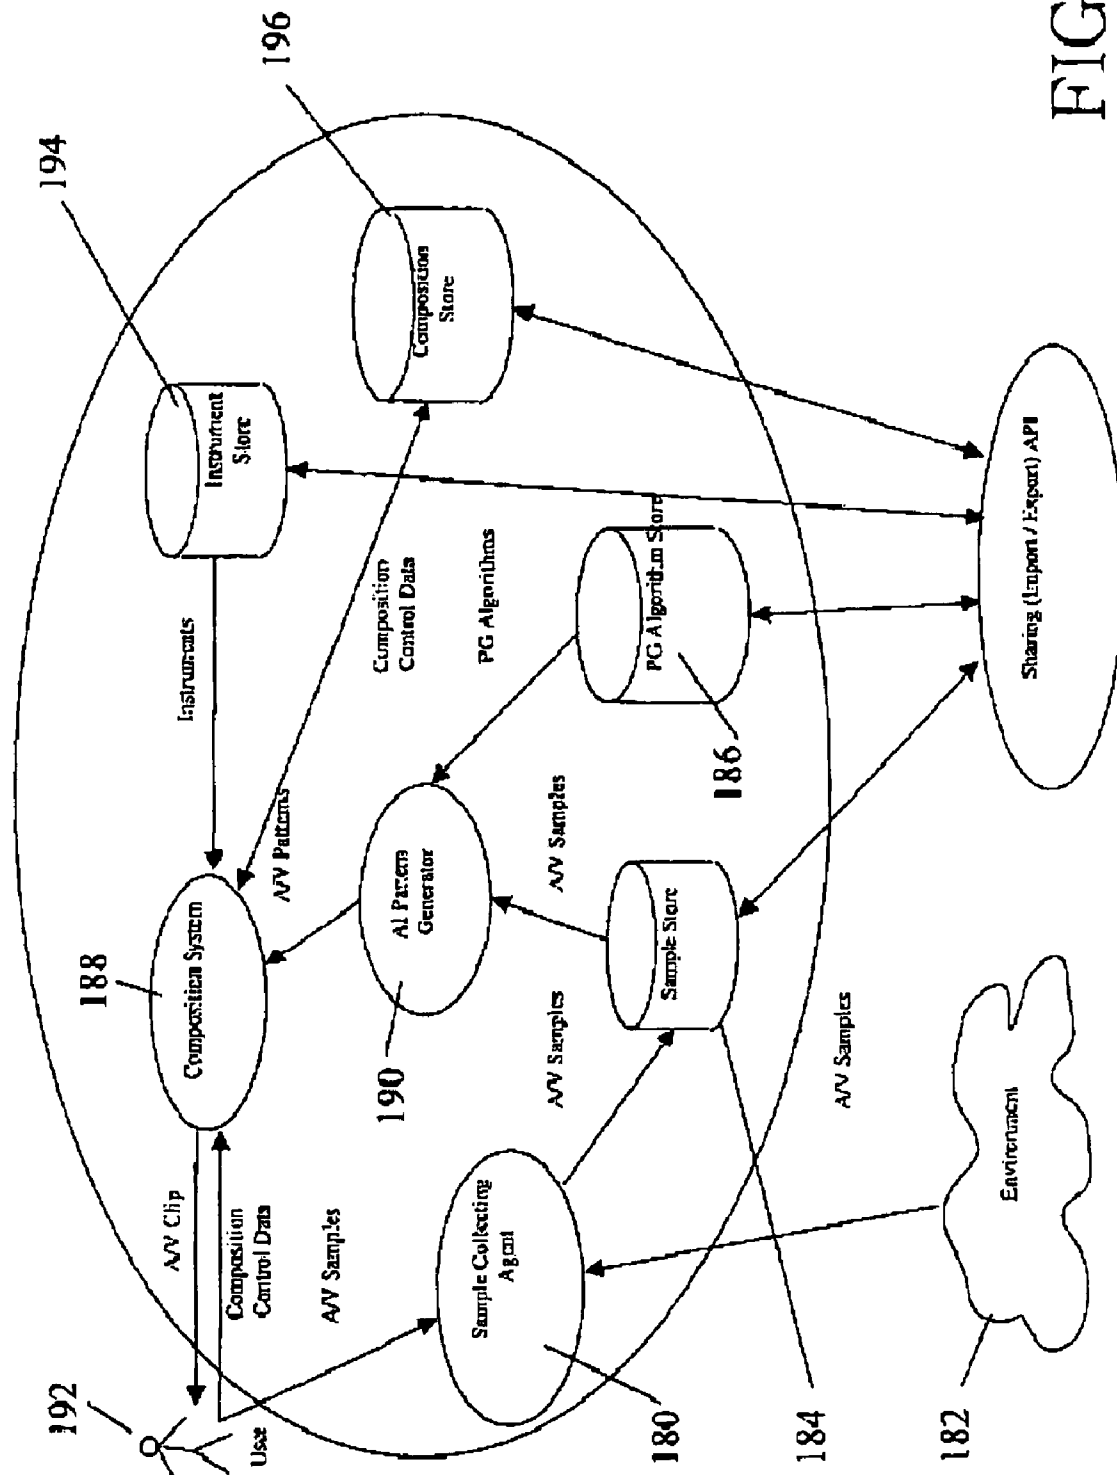 192
User
A/V Clip
Composition
Control Data
A/V Samples
188
Composition System
Instruments
194
Instrument
Store
A/V Patterns
190
AI Pattern
Generator
Composition
Control Data
PG Algorithms
196
Composition
Store
180
Sample Collecting
Agent
A/V Samples
A/V Samples
184
Sample Store
186
PG Algorithm Store
A/V Samples
182
Environment
Sharing (Import / Export) API
FIG